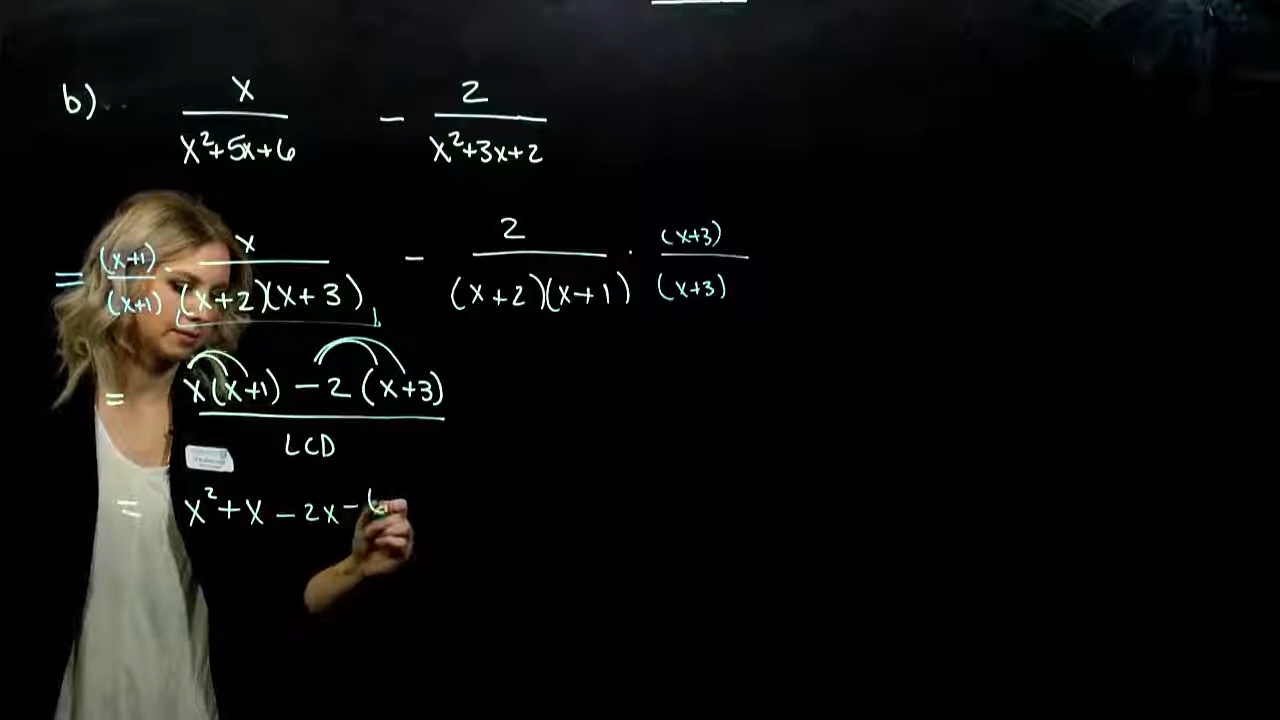 b) x/(x²+5x+6) − 2/(x²+3x+2)
= (x+1)/(x+1) · x/((x+2)(x+3)) − 2/((x+2)(x+1)) · (x+3)/(x+3)
= (x(x+1) − 2(x+3))/LCD
= x² + x − 2x − 6